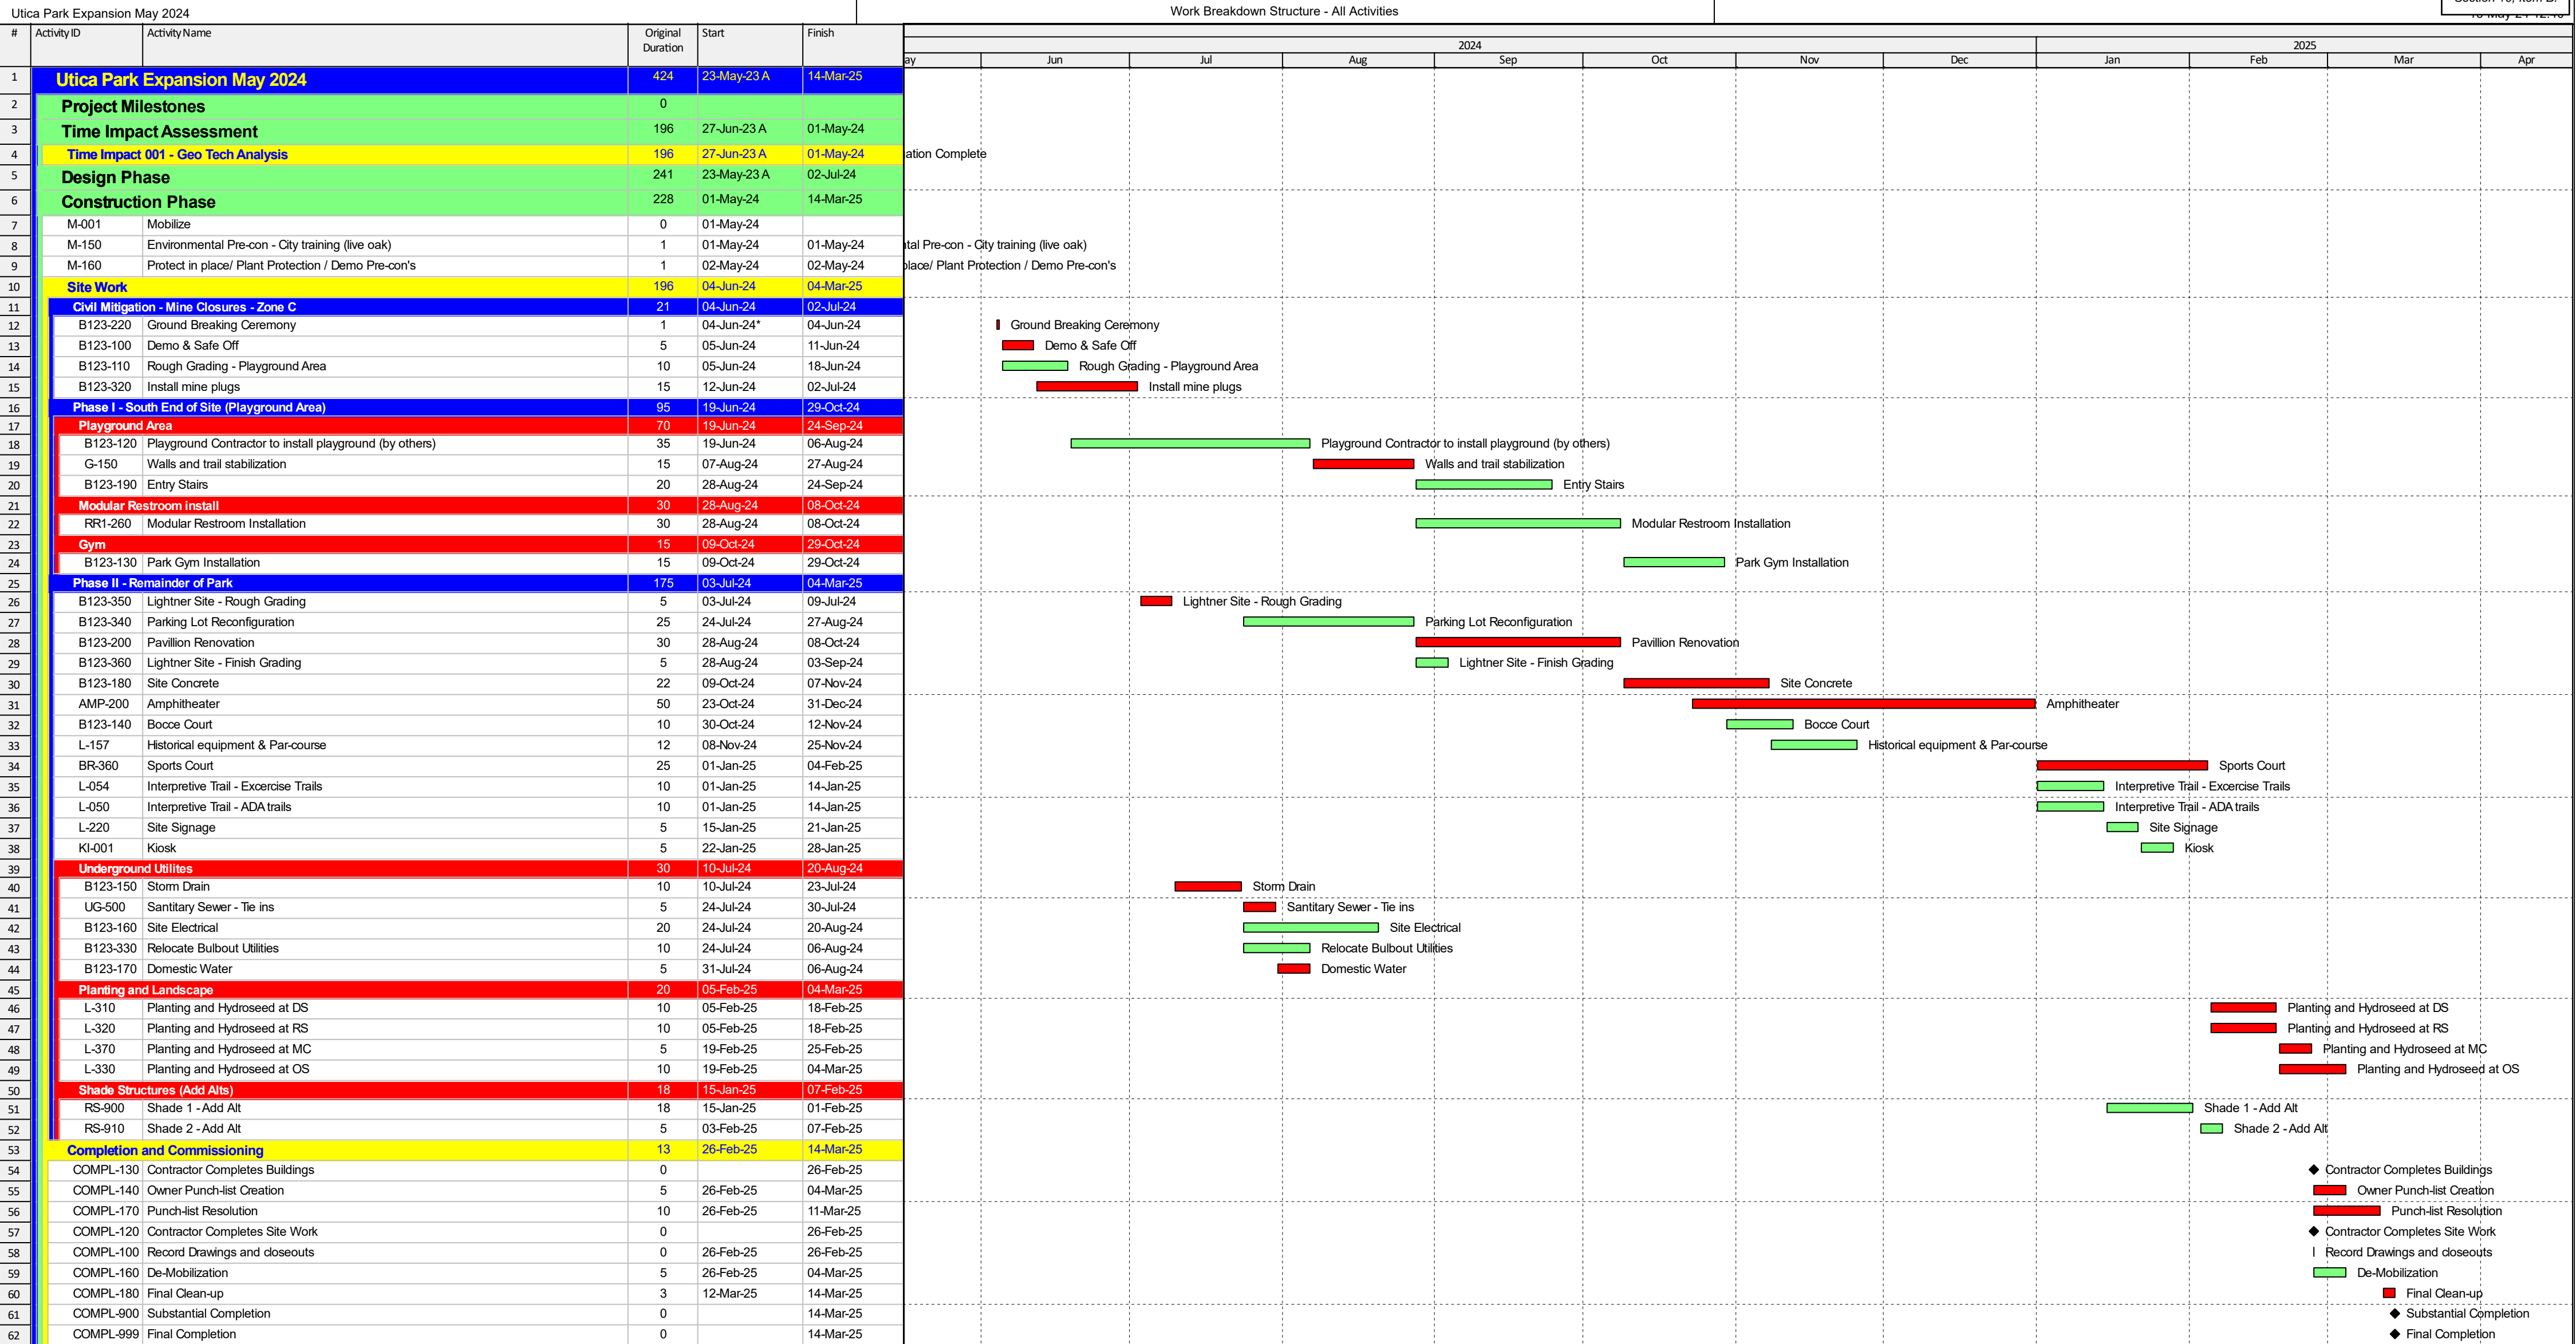 Utica Park Expansion May 2024 Work Breakdown Structure - All Activities
# Activity ID Activity Name Original Duration Start Finish
2024 2025
ay Jun Jul Aug Sep Oct Nov Dec Jan Feb Mar Apr
1 Utica Park Expansion May 2024 424 23-May-23 A 14-Mar-25
2 Project Milestones 0
3 Time Impact Assessment 196 27-Jun-23 A 01-May-24
4 Time Impact 001 - Geo Tech Analysis 196 27-Jun-23 A 01-May-24 ation Complete
5 Design Phase 241 23-May-23 A 02-Jul-24
6 Construction Phase 228 01-May-24 14-Mar-25
7 M-001 Mobilize 0 01-May-24
8 M-150 Environmental Pre-con - City training (live oak) 1 01-May-24 01-May-24 ntal Pre-con - City training (live oak)
9 M-160 Protect in place/ Plant Protection / Demo Pre-con's 1 02-May-24 02-May-24 place/ Plant Protection / Demo Pre-con's
10 Site Work 196 04-Jun-24 04-Mar-25
11 Civil Mitigation - Mine Closures - Zone C 21 04-Jun-24 02-Jul-24
12 B123-220 Ground Breaking Ceremony 1 04-Jun-24* 04-Jun-24 Ground Breaking Ceremony
13 B123-100 Demo & Safe Off 5 05-Jun-24 11-Jun-24 Demo & Safe Off
14 B123-110 Rough Grading - Playground Area 10 05-Jun-24 18-Jun-24 Rough Grading - Playground Area
15 B123-320 Install mine plugs 15 12-Jun-24 02-Jul-24 Install mine plugs
16 Phase I - South End of Site (Playground Area) 95 19-Jun-24 29-Oct-24
17 Playground Area 70 19-Jun-24 24-Sep-24
18 B123-120 Playground Contractor to install playground (by others) 35 19-Jun-24 06-Aug-24 Playground Contractor to install playground (by others)
19 G-150 Walls and trail stabilization 15 07-Aug-24 27-Aug-24 Walls and trail stabilization
20 B123-190 Entry Stairs 20 28-Aug-24 24-Sep-24 Entry Stairs
21 Modular Restroom install 30 28-Aug-24 08-Oct-24
22 RR1-260 Modular Restroom Installation 30 28-Aug-24 08-Oct-24 Modular Restroom Installation
23 Gym 15 09-Oct-24 29-Oct-24
24 B123-130 Park Gym Installation 15 09-Oct-24 29-Oct-24 Park Gym Installation
25 Phase II - Remainder of Park 175 03-Jul-24 04-Mar-25
26 B123-350 Lightner Site - Rough Grading 5 03-Jul-24 09-Jul-24 Lightner Site - Rough Grading
27 B123-340 Parking Lot Reconfiguration 25 24-Jul-24 27-Aug-24 Parking Lot Reconfiguration
28 B123-200 Pavillion Renovation 30 28-Aug-24 08-Oct-24 Pavillion Renovation
29 B123-360 Lightner Site - Finish Grading 5 28-Aug-24 03-Sep-24 Lightner Site - Finish Grading
30 B123-180 Site Concrete 22 09-Oct-24 07-Nov-24 Site Concrete
31 AMP-200 Amphitheater 50 23-Oct-24 31-Dec-24 Amphitheater
32 B123-140 Bocce Court 10 30-Oct-24 12-Nov-24 Bocce Court
33 L-157 Historical equipment & Par-course 12 08-Nov-24 25-Nov-24 Historical equipment & Par-course
34 BR-360 Sports Court 25 01-Jan-25 04-Feb-25 Sports Court
35 L-054 Interpretive Trail - Excercise Trails 10 01-Jan-25 14-Jan-25 Interpretive Trail - Excercise Trails
36 L-050 Interpretive Trail - ADA trails 10 01-Jan-25 14-Jan-25 Interpretive Trail - ADA trails
37 L-220 Site Signage 5 15-Jan-25 21-Jan-25 Site Signage
38 KI-001 Kiosk 5 22-Jan-25 28-Jan-25 Kiosk
39 Underground Utilites 30 10-Jul-24 20-Aug-24
40 B123-150 Storm Drain 10 10-Jul-24 23-Jul-24 Storm Drain
41 UG-500 Santitary Sewer - Tie ins 5 24-Jul-24 30-Jul-24 Santitary Sewer - Tie ins
42 B123-160 Site Electrical 20 24-Jul-24 20-Aug-24 Site Electrical
43 B123-330 Relocate Bulbout Utilities 10 24-Jul-24 06-Aug-24 Relocate Bulbout Utilities
44 B123-170 Domestic Water 5 31-Jul-24 06-Aug-24 Domestic Water
45 Planting and Landscape 20 05-Feb-25 04-Mar-25
46 L-310 Planting and Hydroseed at DS 10 05-Feb-25 18-Feb-25 Planting and Hydroseed at DS
47 L-320 Planting and Hydroseed at RS 10 05-Feb-25 18-Feb-25 Planting and Hydroseed at RS
48 L-370 Planting and Hydroseed at MC 5 19-Feb-25 25-Feb-25 Planting and Hydroseed at MC
49 L-330 Planting and Hydroseed at OS 10 19-Feb-25 04-Mar-25 Planting and Hydroseed at OS
50 Shade Structures (Add Alts) 18 15-Jan-25 07-Feb-25
51 RS-900 Shade 1 - Add Alt 18 15-Jan-25 01-Feb-25 Shade 1 - Add Alt
52 RS-910 Shade 2 - Add Alt 5 03-Feb-25 07-Feb-25 Shade 2 - Add Alt
53 Completion and Commissioning 13 26-Feb-25 14-Mar-25
54 COMPL-130 Contractor Completes Buildings 0 26-Feb-25 Contractor Completes Buildings
55 COMPL-140 Owner Punch-list Creation 5 26-Feb-25 04-Mar-25 Owner Punch-list Creation
56 COMPL-170 Punch-list Resolution 10 26-Feb-25 11-Mar-25 Punch-list Resolution
57 COMPL-120 Contractor Completes Site Work 0 26-Feb-25 Contractor Completes Site Work
58 COMPL-100 Record Drawings and closeouts 0 26-Feb-25 26-Feb-25 Record Drawings and closeouts
59 COMPL-160 De-Mobilization 5 26-Feb-25 04-Mar-25 De-Mobilization
60 COMPL-180 Final Clean-up 3 12-Mar-25 14-Mar-25 Final Clean-up
61 COMPL-900 Substantial Completion 0 14-Mar-25 Substantial Completion
62 COMPL-999 Final Completion 0 14-Mar-25 Final Completion